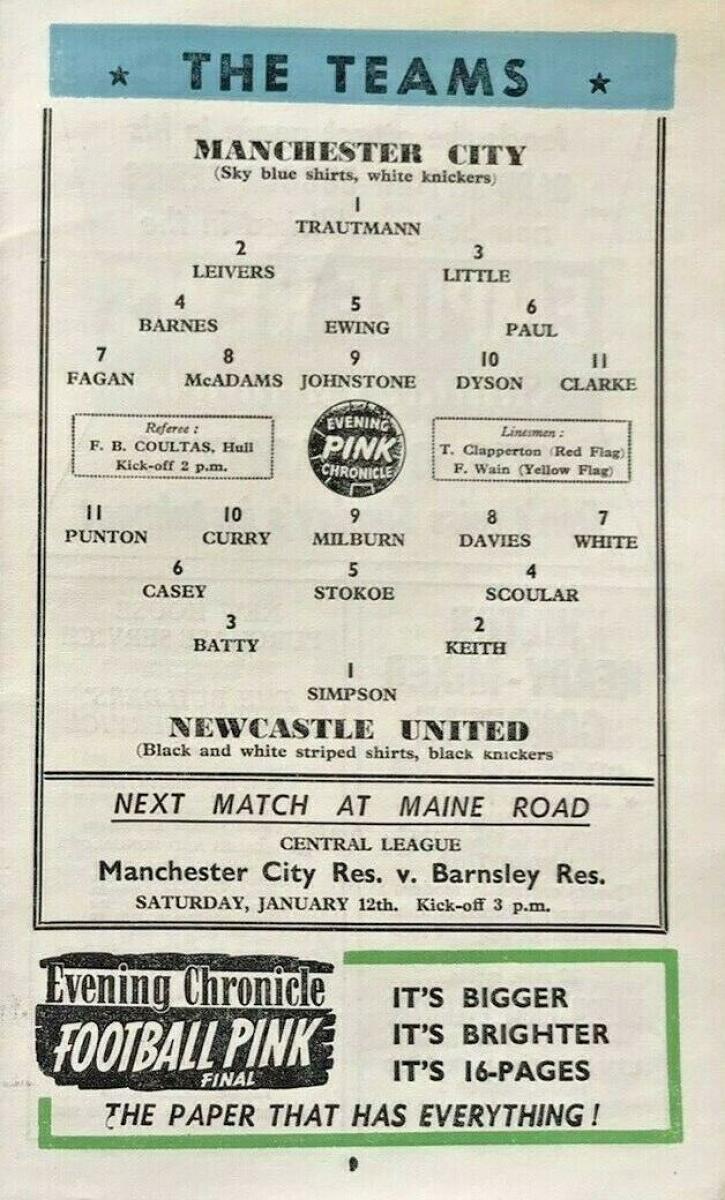 ★ THE TEAMS ★
MANCHESTER CITY
(Sky blue shirts, white knickers)
1
TRAUTMANN
2 3
LEIVERS LITTLE
4 5 6
BARNES EWING PAUL
7 8 9 10 11
FAGAN McADAMS JOHNSTONE DYSON CLARKE
Referee :
F. B. COULTAS, Hull
Kick-off 2 p.m.
EVENING
PINK
CHRONICLE
Linesmen :
T. Clapperton (Red Flag)
F. Wain (Yellow Flag)
11 10 9 8 7
PUNTON CURRY MILBURN DAVIES WHITE
6 5 4
CASEY STOKOE SCOULAR
3 2
BATTY KEITH
1
SIMPSON
NEWCASTLE UNITED
(Black and white striped shirts, black knickers
NEXT MATCH AT MAINE ROAD
CENTRAL LEAGUE
Manchester City Res. v. Barnsley Res.
SATURDAY, JANUARY 12th. Kick-off 3 p.m.
Evening Chronicle
FOOTBALL PINK
FINAL
IT'S BIGGER
IT'S BRIGHTER
IT'S 16-PAGES
THE PAPER THAT HAS EVERYTHING !
9